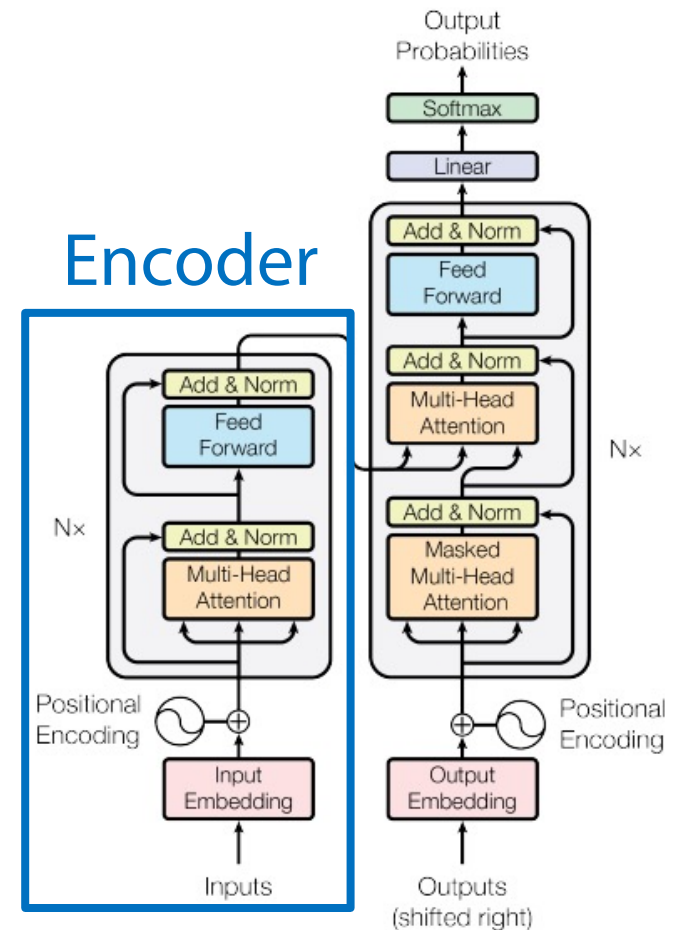 Output
Probabilities
Softmax
Linear
Add & Norm
Feed
Forward
Add & Norm
Multi-Head
Attention
Nx
Add & Norm
Masked
Multi-Head
Attention
Positional
Encoding
Output
Embedding
Outputs
(shifted right)
Encoder
Add & Norm
Feed
Forward
Nx
Add & Norm
Multi-Head
Attention
Positional
Encoding
Input
Embedding
Inputs